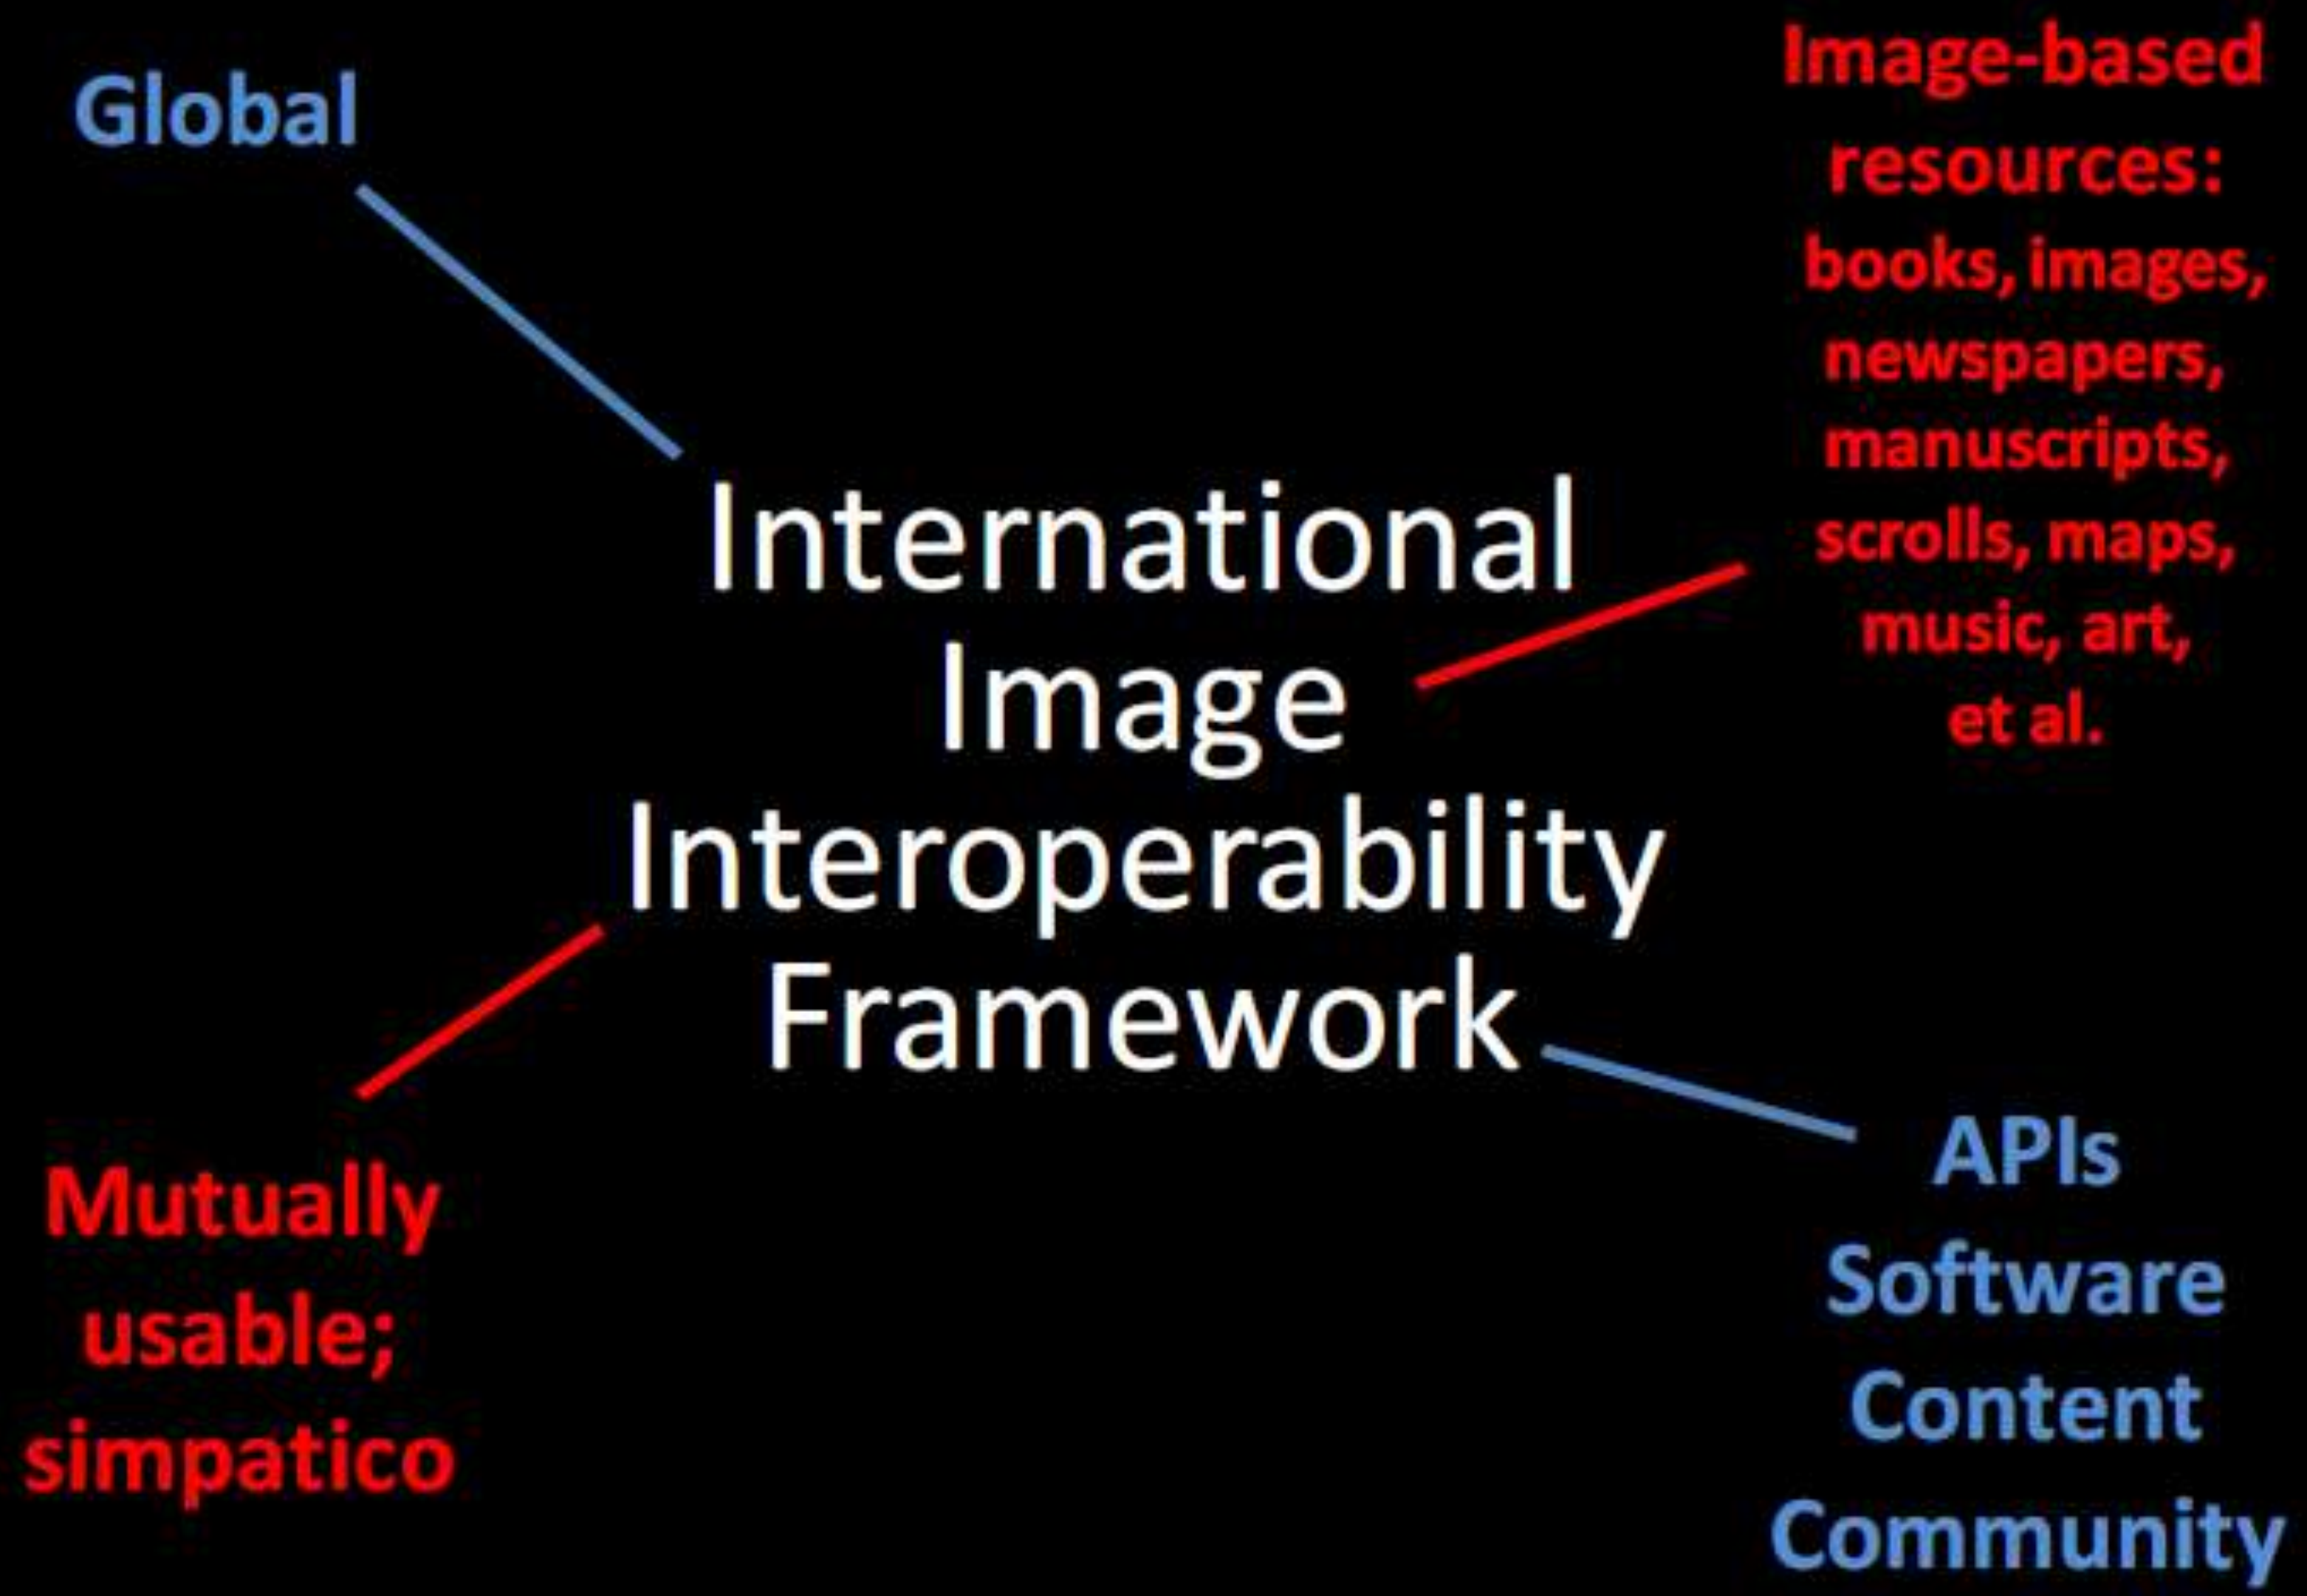 Global
Image-based
resources:
books, images,
newspapers,
manuscripts,
scrolls, maps,
music, art,
et al.
International
Image
Interoperability
Framework
Mutually
usable;
simpatico
APIs
Software
Content
Community